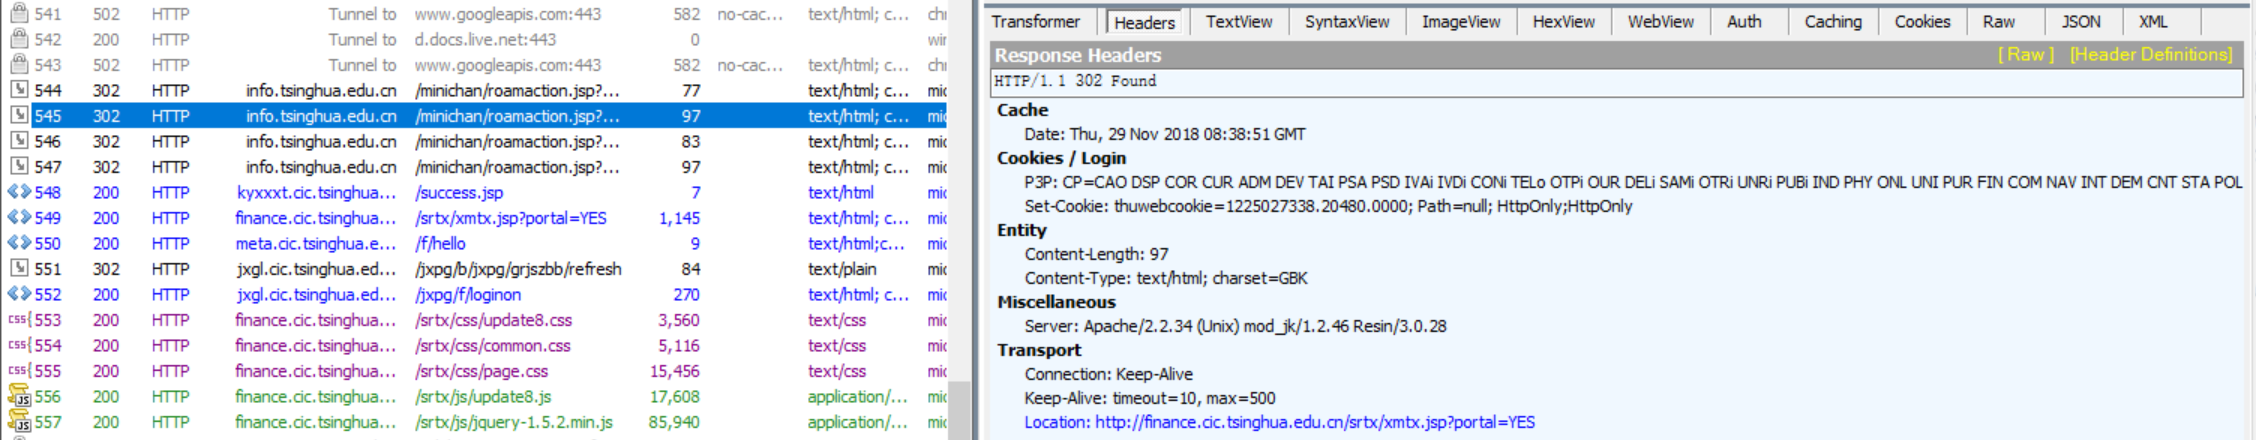 541 502 HTTP Tunnel to www.googleapis.com:443 582 no-cac... text/html; c... chr
542 200 HTTP Tunnel to d.docs.live.net:443 0 win
543 502 HTTP Tunnel to www.googleapis.com:443 582 no-cac... text/html; c... chr
544 302 HTTP info.tsinghua.edu.cn /minichan/roamaction.jsp?... 77 text/html; c... mic
545 302 HTTP info.tsinghua.edu.cn /minichan/roamaction.jsp?... 97 text/html; c... mic
546 302 HTTP info.tsinghua.edu.cn /minichan/roamaction.jsp?... 83 text/html; c... mic
547 302 HTTP info.tsinghua.edu.cn /minichan/roamaction.jsp?... 97 text/html; c... mic
548 200 HTTP kyxxxt.cic.tsinghua... /success.jsp 7 text/html mic
549 200 HTTP finance.cic.tsinghua... /srtx/xmtx.jsp?portal=YES 1,145 text/html; c... mic
550 200 HTTP meta.cic.tsinghua.e... /f/hello 9 text/html;c... mic
551 302 HTTP jxgl.cic.tsinghua.ed... /jxpg/b/jxpg/grjszbb/refresh 84 text/plain mic
552 200 HTTP jxgl.cic.tsinghua.ed... /jxpg/f/loginon 270 text/html; c... mic
css 553 200 HTTP finance.cic.tsinghua... /srtx/css/update8.css 3,560 text/css mic
css 554 200 HTTP finance.cic.tsinghua... /srtx/css/common.css 5,116 text/css mic
css 555 200 HTTP finance.cic.tsinghua... /srtx/css/page.css 15,456 text/css mic
JS 556 200 HTTP finance.cic.tsinghua... /srtx/js/update8.js 17,608 application/... mic
JS 557 200 HTTP finance.cic.tsinghua... /srtx/js/jquery-1.5.2.min.js 85,940 application/... mic
Transformer Headers TextView SyntaxView ImageView HexView WebView Auth Caching Cookies Raw JSON XML
Response Headers [ Raw ] [Header Definitions]
HTTP/1.1 302 Found
Cache
Date: Thu, 29 Nov 2018 08:38:51 GMT
Cookies / Login
P3P: CP=CAO DSP COR CUR ADM DEV TAI PSA PSD IVAi IVDi CONi TELo OTPi OUR DELi SAMi OTRi UNRi PUBi IND PHY ONL UNI PUR FIN COM NAV INT DEM CNT STA POL
Set-Cookie: thuwebcookie=1225027338.20480.0000; Path=null; HttpOnly;HttpOnly
Entity
Content-Length: 97
Content-Type: text/html; charset=GBK
Miscellaneous
Server: Apache/2.2.34 (Unix) mod_jk/1.2.46 Resin/3.0.28
Transport
Connection: Keep-Alive
Keep-Alive: timeout=10, max=500
Location: http://finance.cic.tsinghua.edu.cn/srtx/xmtx.jsp?portal=YES